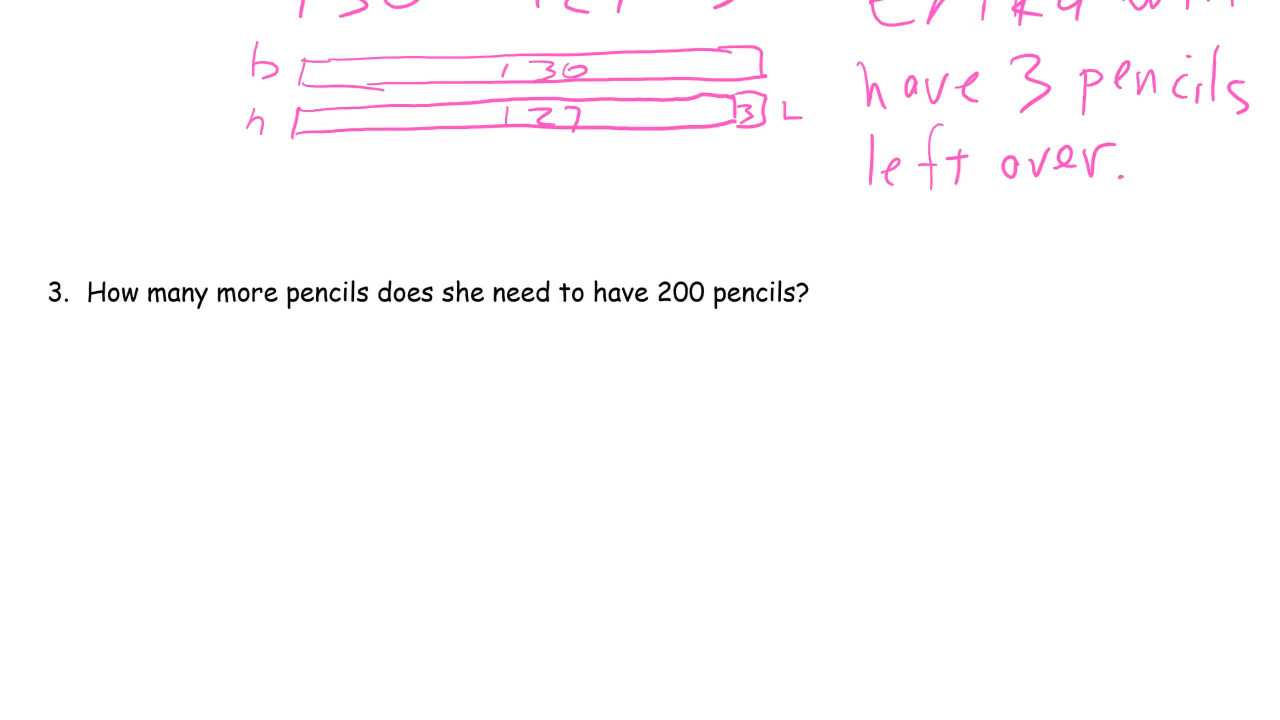 b 130
n 127 3 L
have 3 pencils
left over.
3. How many more pencils does she need to have 200 pencils?